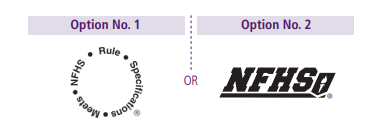 Option No. 1
Option No. 2
NFHS • Rule • Specifications • Meets • ®
OR
NFHS ®